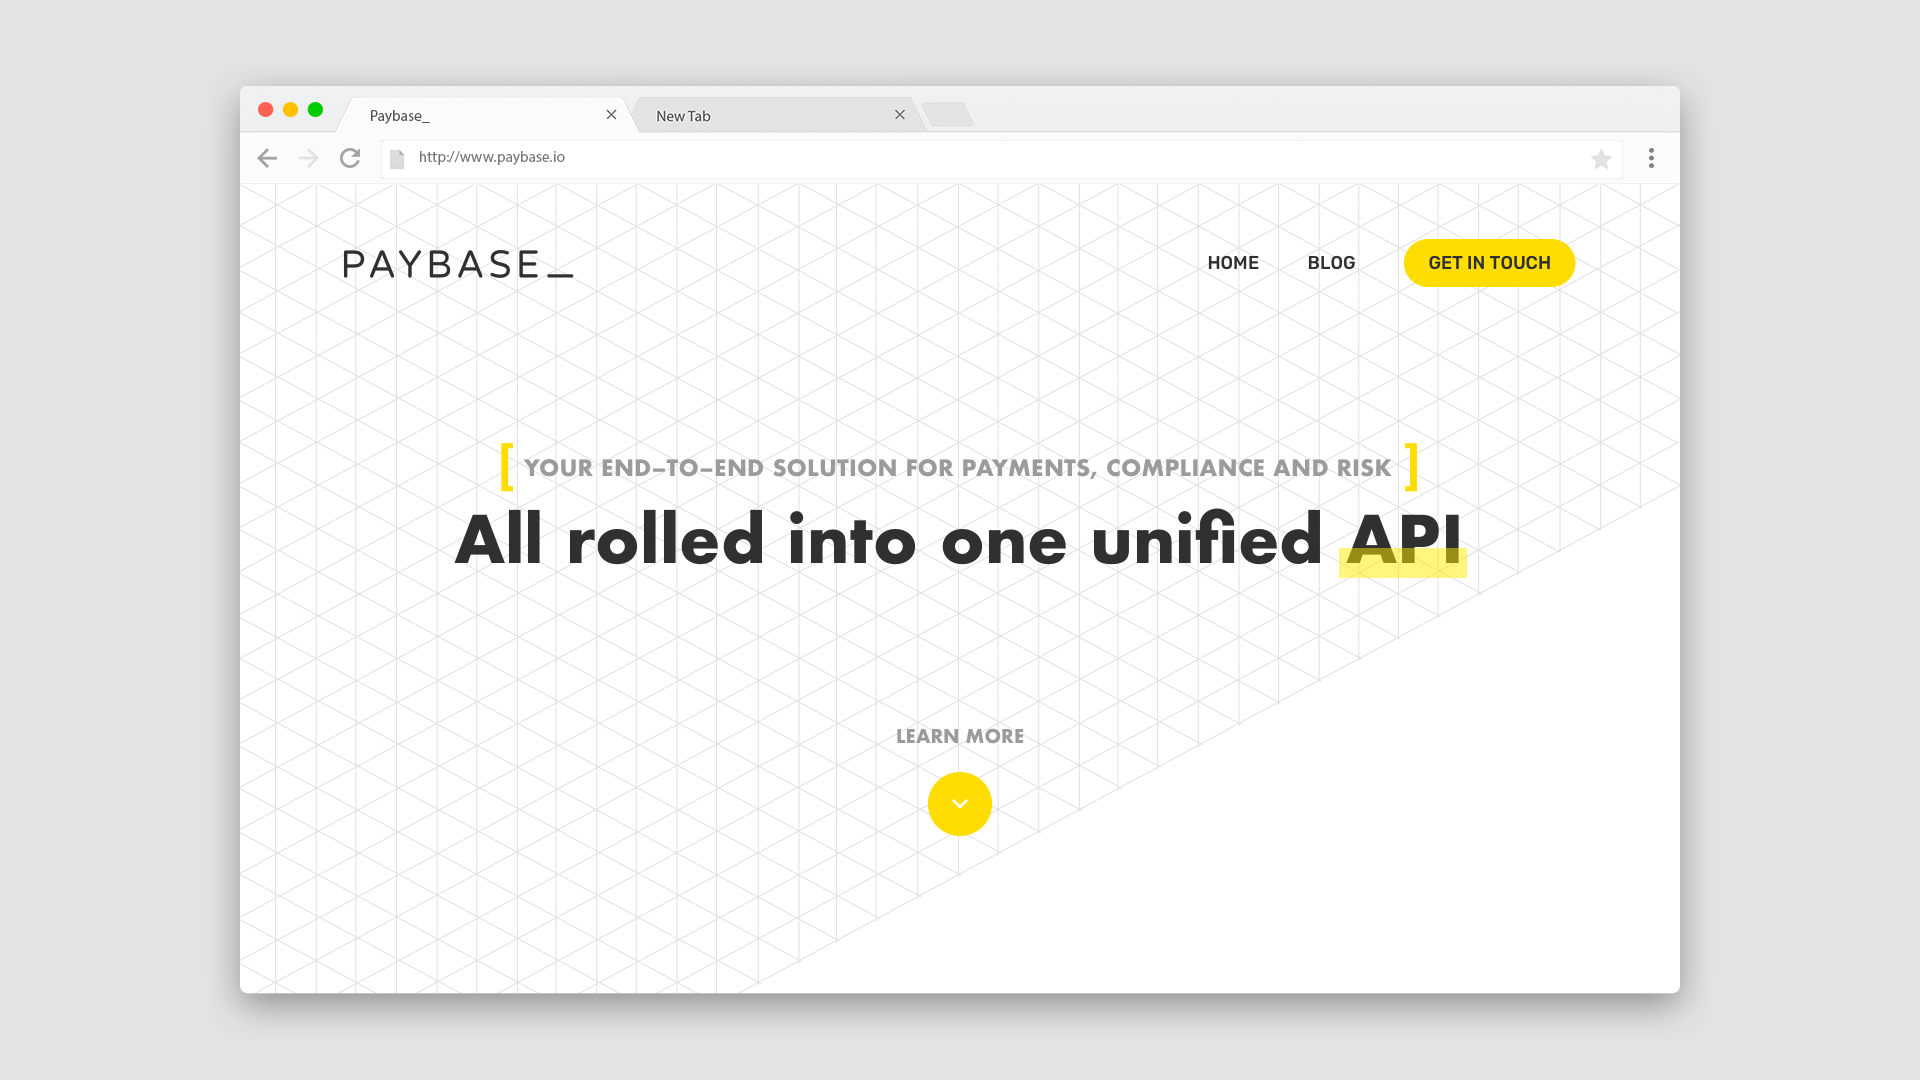 Paybase_
New Tab
http://www.paybase.io
PAYBASE_
HOME
BLOG
GET IN TOUCH
[ YOUR END–TO–END SOLUTION FOR PAYMENTS, COMPLIANCE AND RISK ]
All rolled into one unified API
LEARN MORE